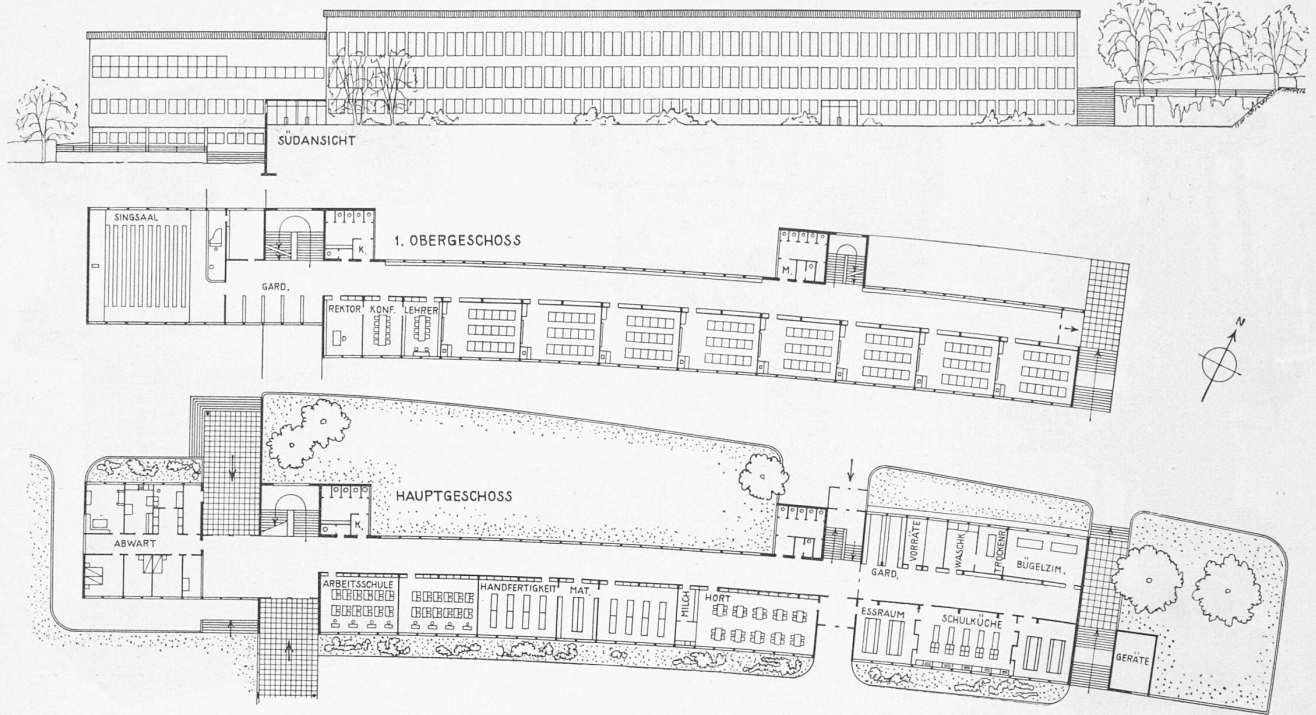 SÜDANSICHT
SINGSAAL
1. OBERGESCHOSS
K.
M.
GARD.
REKTOR KONF. LEHRER
N
HAUPTGESCHOSS
K.
ABWART
VORRÄTE
WASCHK.
TROCKENR.
BÜGELZIM.
GARD.
ARBEITSSCHULE
HANDFERTIGKEIT MAT.
MILCH
HORT
ESSRAUM
SCHULKÜCHE
GERÄTE